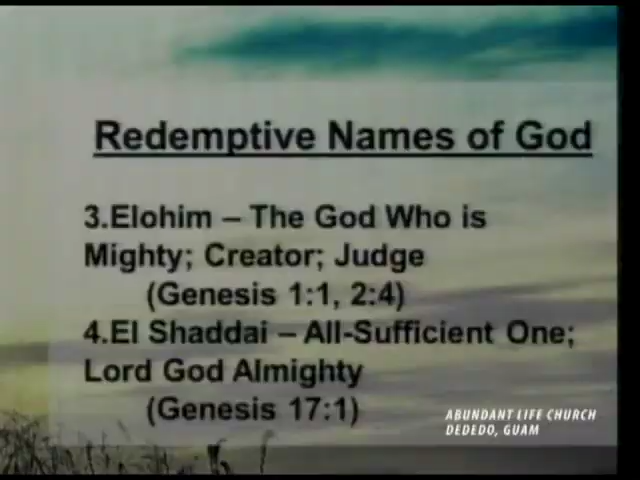 Redemptive Names of God
3.Elohim – The God Who is
Mighty; Creator; Judge
(Genesis 1:1, 2:4)
4.El Shaddai – All-Sufficient One;
Lord God Almighty
(Genesis 17:1)
ABUNDANT LIFE CHURCH
DEDEDO, GUAM